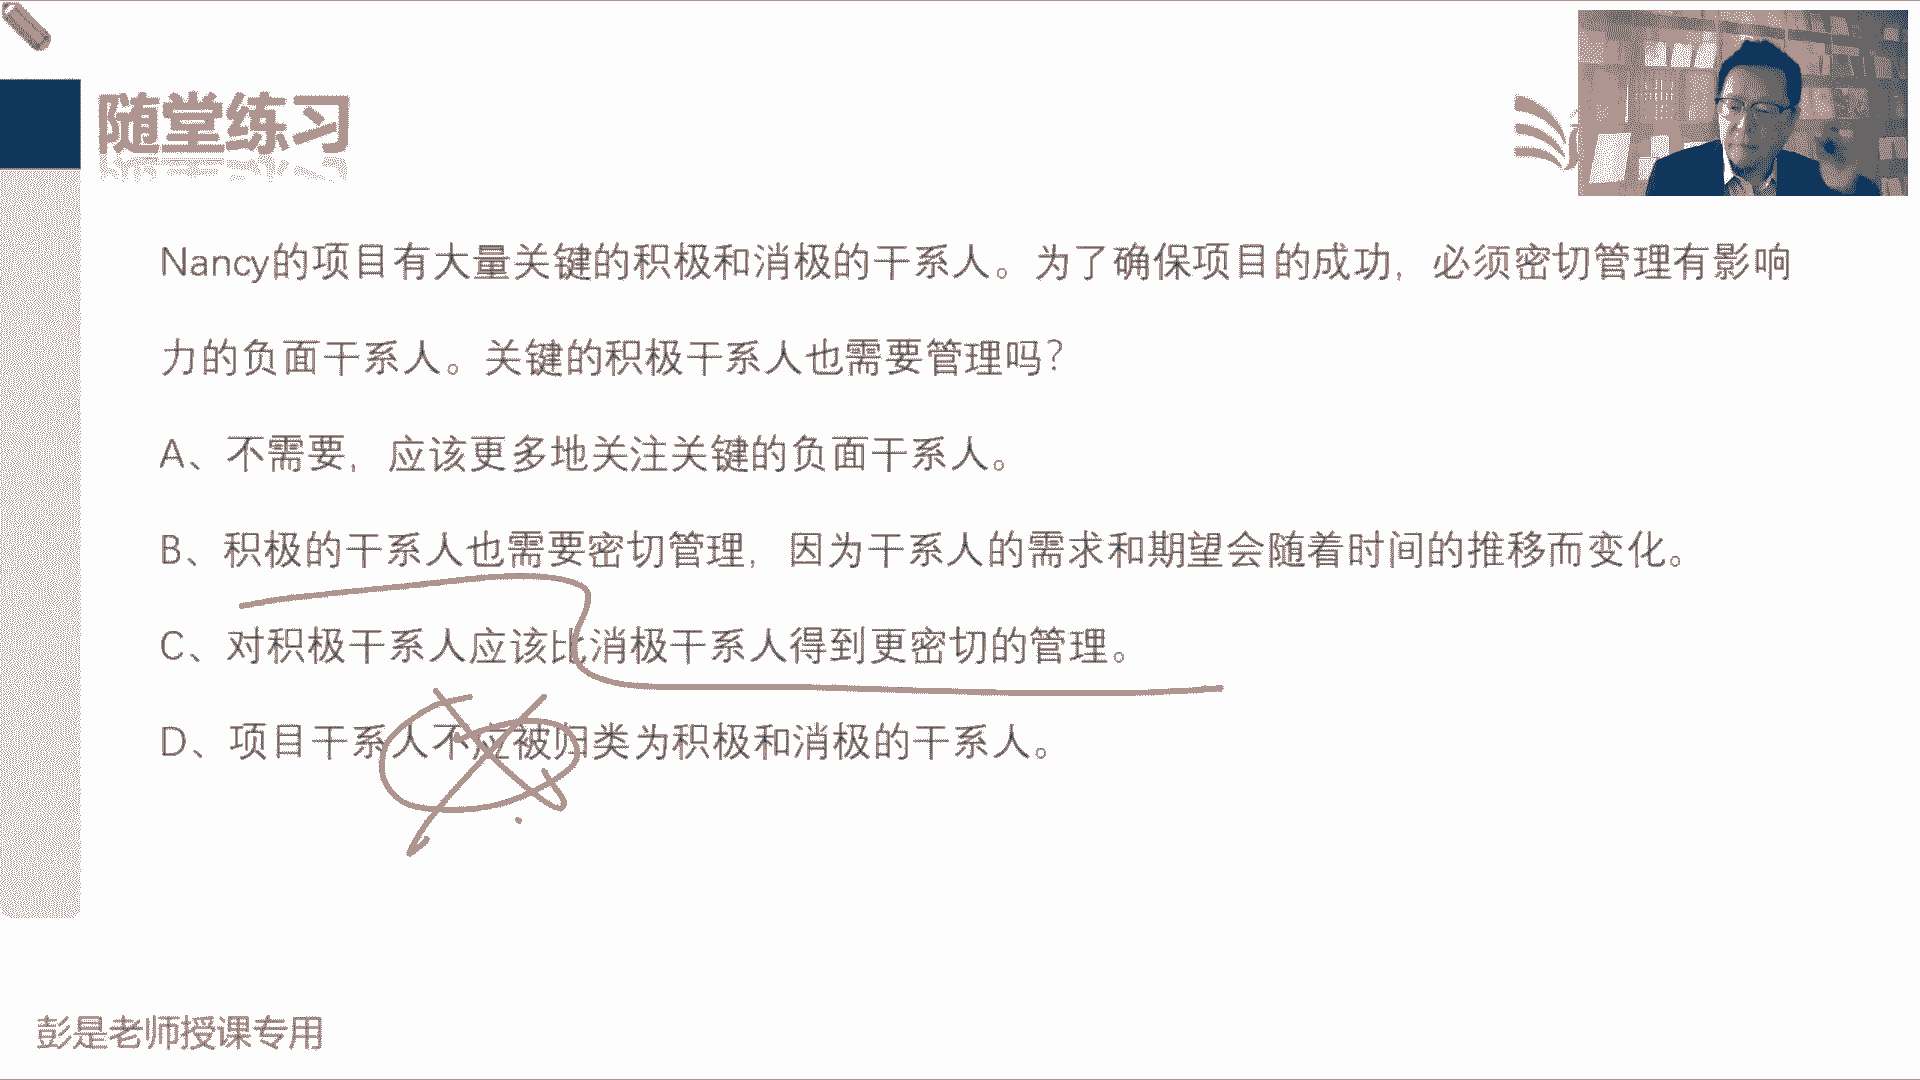 随堂练习
Nancy的项目有大量关键的积极和消极的干系人。为了确保项目的成功，必须密切管理有影响
力的负面干系人。关键的积极干系人也需要管理吗？
A、不需要，应该更多地关注关键的负面干系人。
B、积极的干系人也需要密切管理，因为干系人的需求和期望会随着时间的推移而变化。
C、对积极干系人应该比消极干系人得到更密切的管理。
D、项目干系人不应被归类为积极和消极的干系人。
彭是老师授课专用